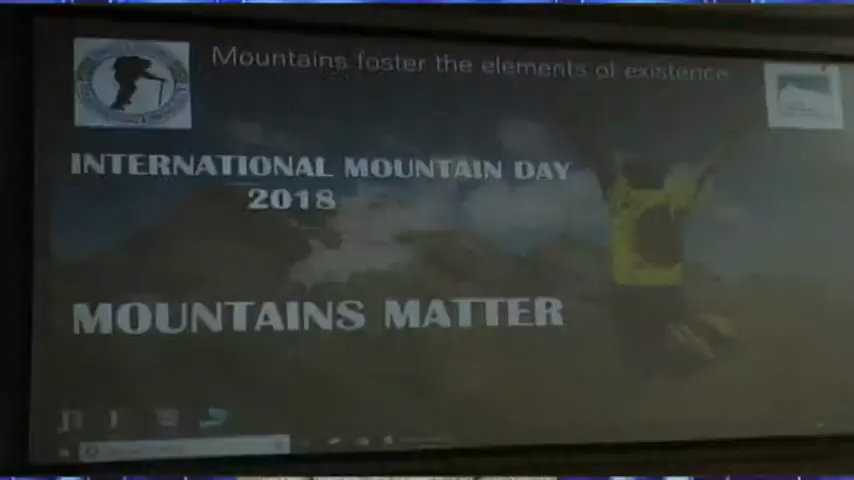 Mountains foster the elements of existence
INTERNATIONAL MOUNTAIN DAY
2018
MOUNTAINS MATTER